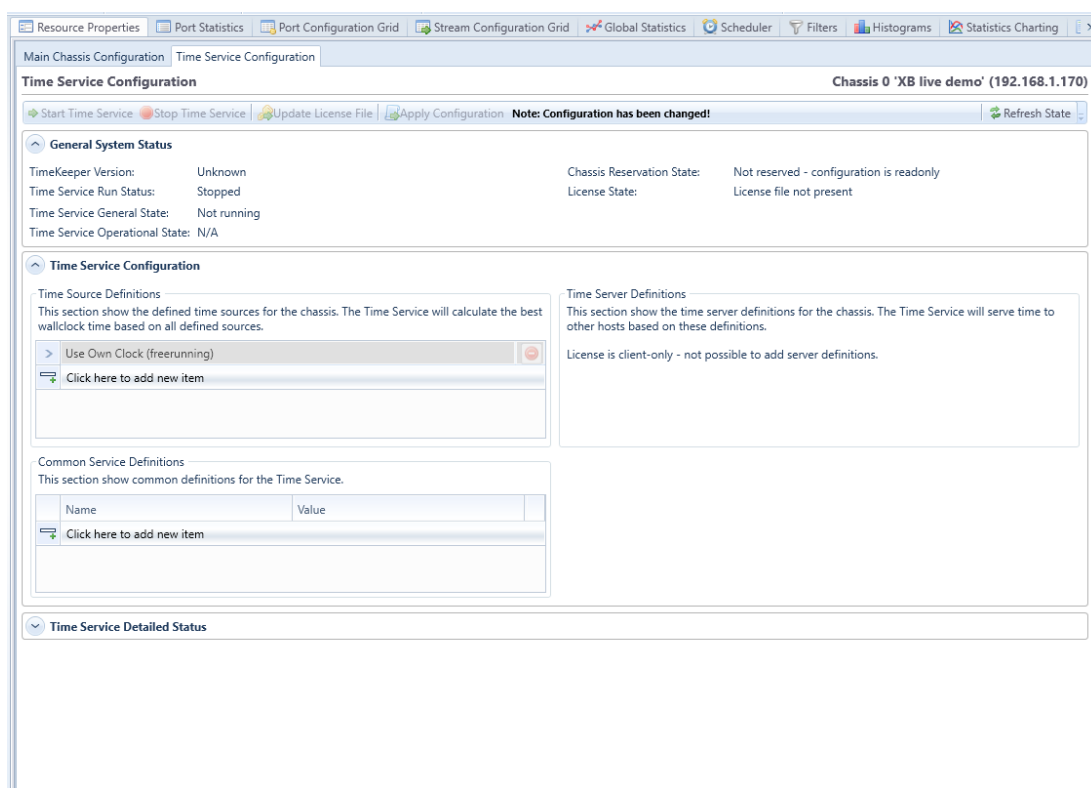 Resource Properties Port Statistics Port Configuration Grid Stream Configuration Grid Global Statistics Scheduler Filters Histograms Statistics Charting
Main Chassis Configuration Time Service Configuration
Time Service Configuration Chassis 0 'XB live demo' (192.168.1.170)
Start Time Service Stop Time Service Update License File Apply Configuration Note: Configuration has been changed! Refresh State
General System Status
TimeKeeper Version: Unknown Chassis Reservation State: Not reserved - configuration is readonly
Time Service Run Status: Stopped License State: License file not present
Time Service General State: Not running
Time Service Operational State: N/A
Time Service Configuration
Time Source Definitions
This section show the defined time sources for the chassis. The Time Service will calculate the best
wallclock time based on all defined sources.
Use Own Clock (freerunning)
Click here to add new item
Time Server Definitions
This section show the time server definitions for the chassis. The Time Service will serve time to
other hosts based on these definitions.
License is client-only - not possible to add server definitions.
Common Service Definitions
This section show common definitions for the Time Service.
Name Value
Click here to add new item
Time Service Detailed Status